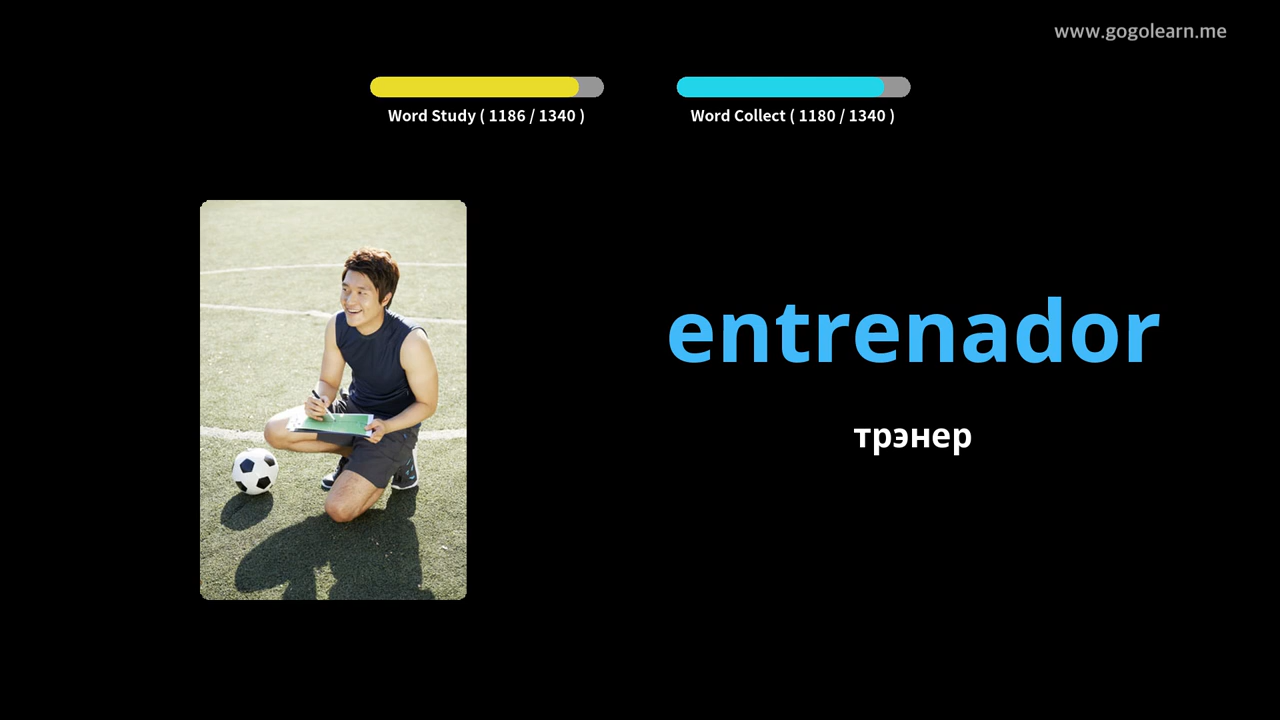 www.gogolearn.me
Word Study ( 1186 / 1340 )
Word Collect ( 1180 / 1340 )
entrenador
трэнер